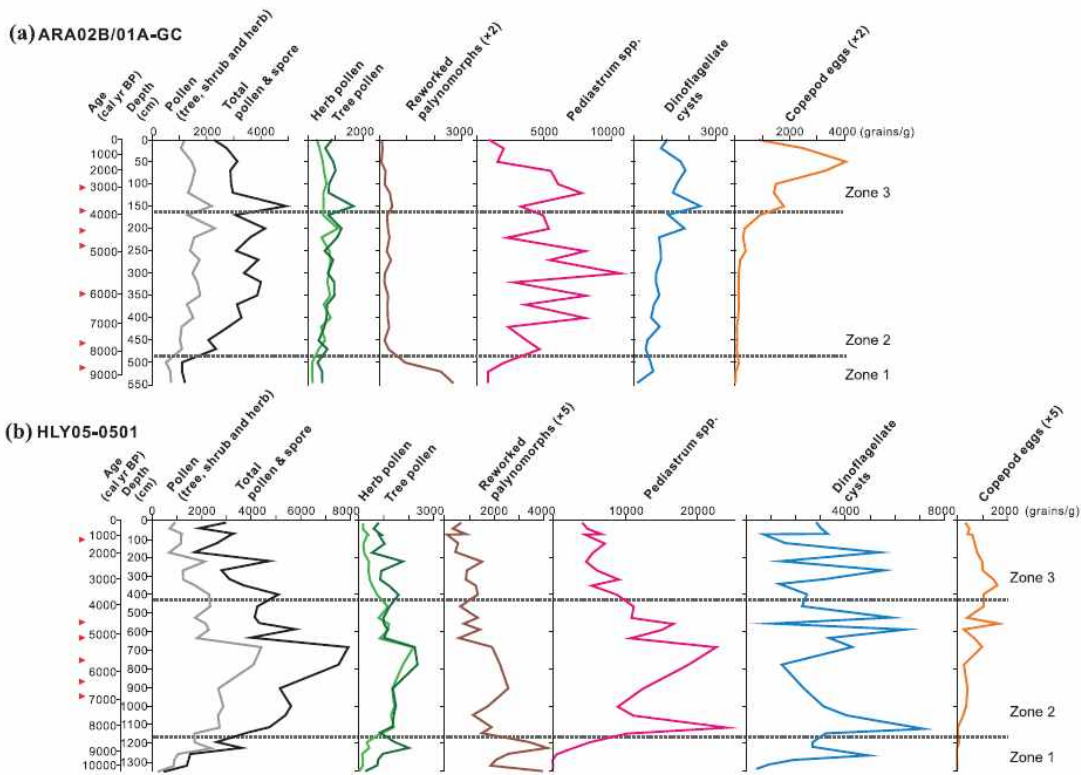 (a) ARA02B/01A-GC
Age
(cal yr BP)
Depth
(cm)
Pollen
(tree, shrub and herb)
Total
pollen & spore
Herb pollen
Tree pollen
Reworked
palynomorphs (×2)
Pediastrum spp.
Dinoflagellate
cysts
Copepod eggs (×2)
0 2000 4000
2000
3000
5000 10000
3000
2000 4000 (grains/g)
0
1000 50
2000
3000 100
150
4000
200
5000 250
300
6000 350
400
7000
450
8000
500
9000
550
Zone 3
Zone 2
Zone 1
(b) HLY05-0501
Age
(cal yr BP)
Depth
(cm)
Pollen
(tree, shrub and herb)
Total
pollen & spore
Herb pollen
Tree pollen
Reworked
palynomorphs (×5)
Pediastrum spp.
Dinoflagellate
cysts
Copepod eggs (×5)
0 2000 4000 6000 8000
3000
2000 4000
10000 20000
4000 8000
2000 (grains/g)
0
1000 100
2000 200
3000 300
400
4000 500
5000 600
700
6000 800
900
7000 1000
8000 1100
1200
9000
10000 1300
Zone 3
Zone 2
Zone 1